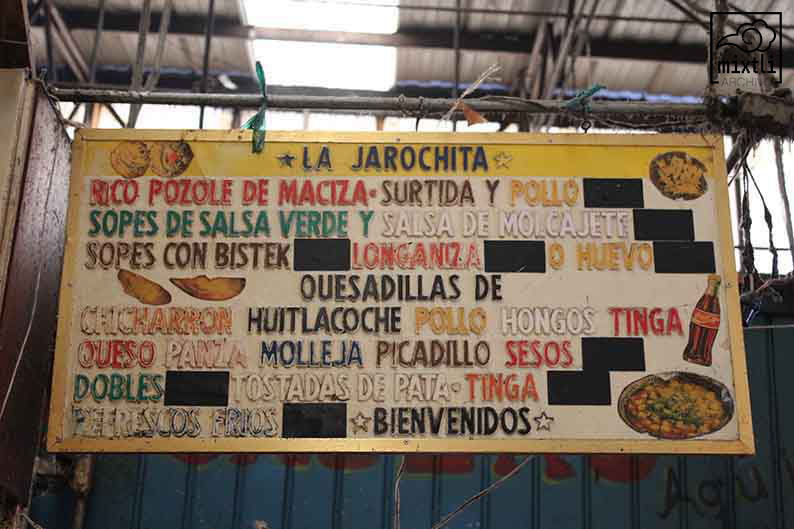 mixtli
ARCHIVO
★ LA JAROCHITA ☆
RICO POZOLE DE MACIZA· SURTIDA Y POLLO
SOPES DE SALSA VERDE Y SALSA DE MOLCAJETE
SOPES CON BISTEK LONGANIZA O HUEVO
QUESADILLAS DE
CHICHARRON HUITLACOCHE POLLO HONGOS TINGA
QUESO PANZA MOLLEJA PICADILLO SESOS
DOBLES TOSTADAS DE PATA· TINGA
REFRESCOS FRIOS ☆BIENVENIDOS☆
Coca-Cola
Agu